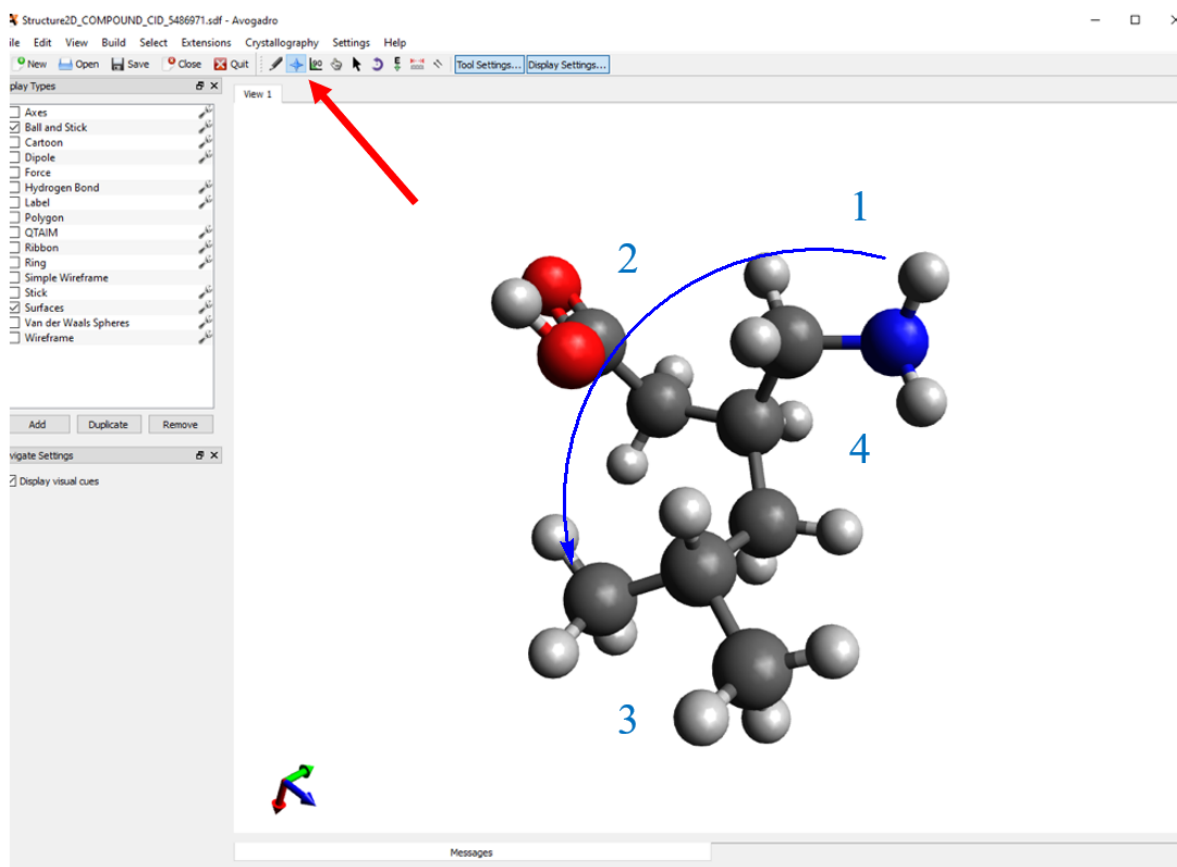 Structure2D_COMPOUND_CID_5486971.sdf - Avogadro
ile Edit View Build Select Extensions Crystallography Settings Help
New Open Save Close Quit Tool Settings... Display Settings...
play Types
View 1
Axes
Ball and Stick
Cartoon
Dipole
Force
Hydrogen Bond
Label
Polygon
QTAIM
Ribbon
Ring
Simple Wireframe
Stick
Surfaces
Van der Waals Spheres
Wireframe
Add Duplicate Remove
vigate Settings
Display visual cues
1
2
4
3
Messages